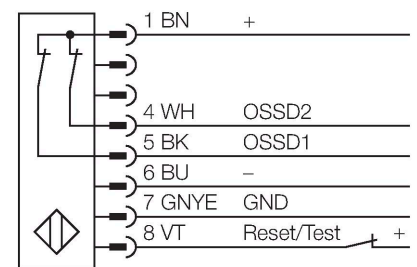 1 BN +
4 WH OSSD2
5 BK OSSD1
6 BU –
7 GNYE GND
8 VT Reset/Test +